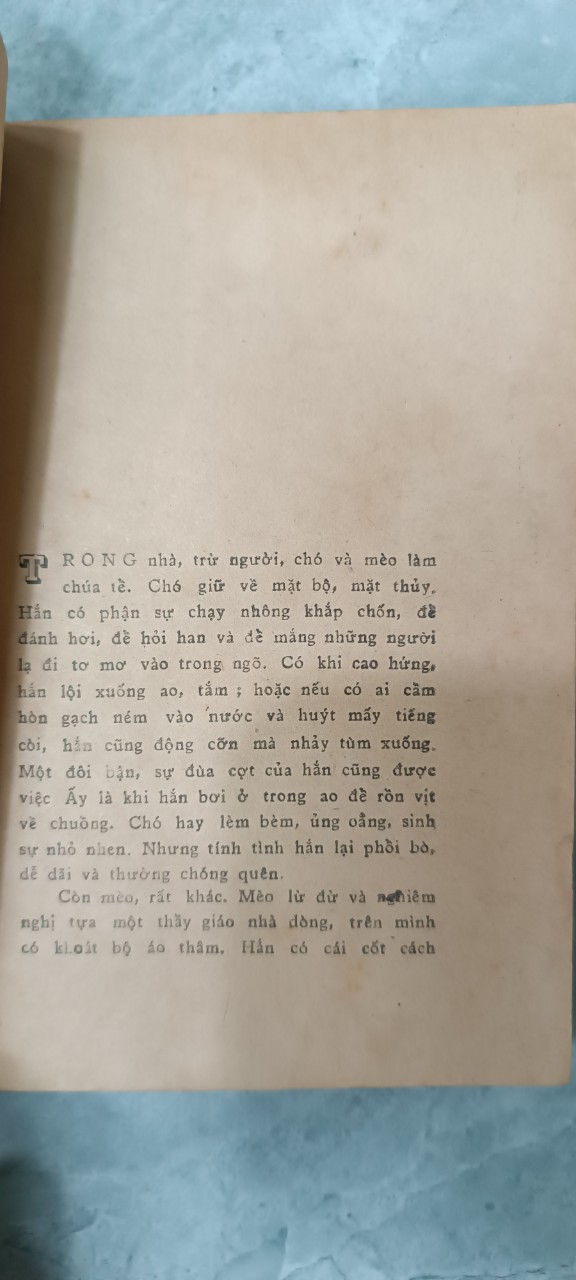 TRONG nhà, trừ người, chó và mèo làm
chúa tề. Chó giữ về mặt bộ, mặt thủy.
Hắn có phận sự chạy nhông khắp chốn, đề
đánh hơi, đề hỏi han và đề mắng những người
lạ đi tơ mơ vào trong ngõ. Có khi cao hứng,
hắn lội xuống ao, tắm ; hoặc nếu có ai cầm
hòn gạch ném vào nước và huýt mấy tiếng
còi, hắn cũng động cỡn mà nhảy tùm xuống.
Một đôi bận, sự đùa cợt của hắn cũng được
việc Ấy là khi hắn bơi ở trong ao đề rồn vịt
về chuồng. Chó hay lèm bèm, ủng oẳng, sinh
sự nhỏ nhen. Nhưng tính tình hắn lại phồi bò,
dễ dãi và thường chóng quên.
Còn mèo, rất khác. Mèo lừ đừ và nghiêm
nghị tựa một thầy giáo nhà dòng, trên mình
có khoát bộ áo thâm. Hắn có cái cốt cách